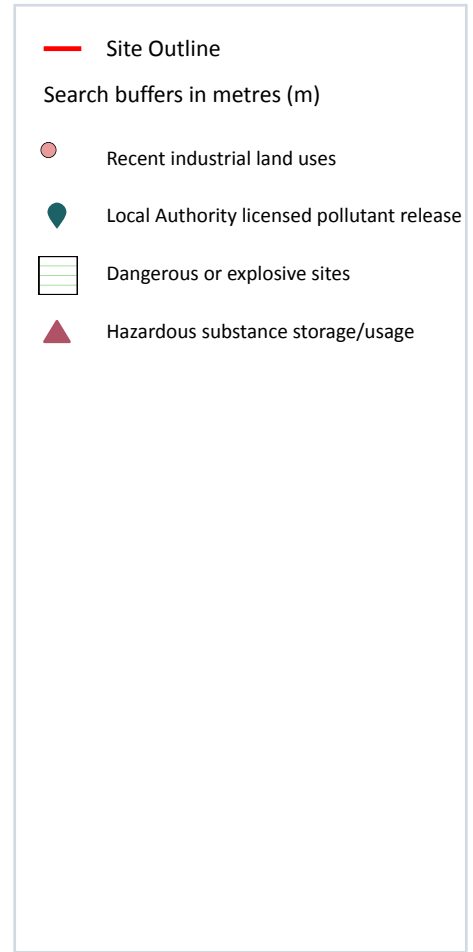 Site Outline
Search buffers in metres (m)
Recent industrial land uses
Local Authority licensed pollutant release
Dangerous or explosive sites
Hazardous substance storage/usage